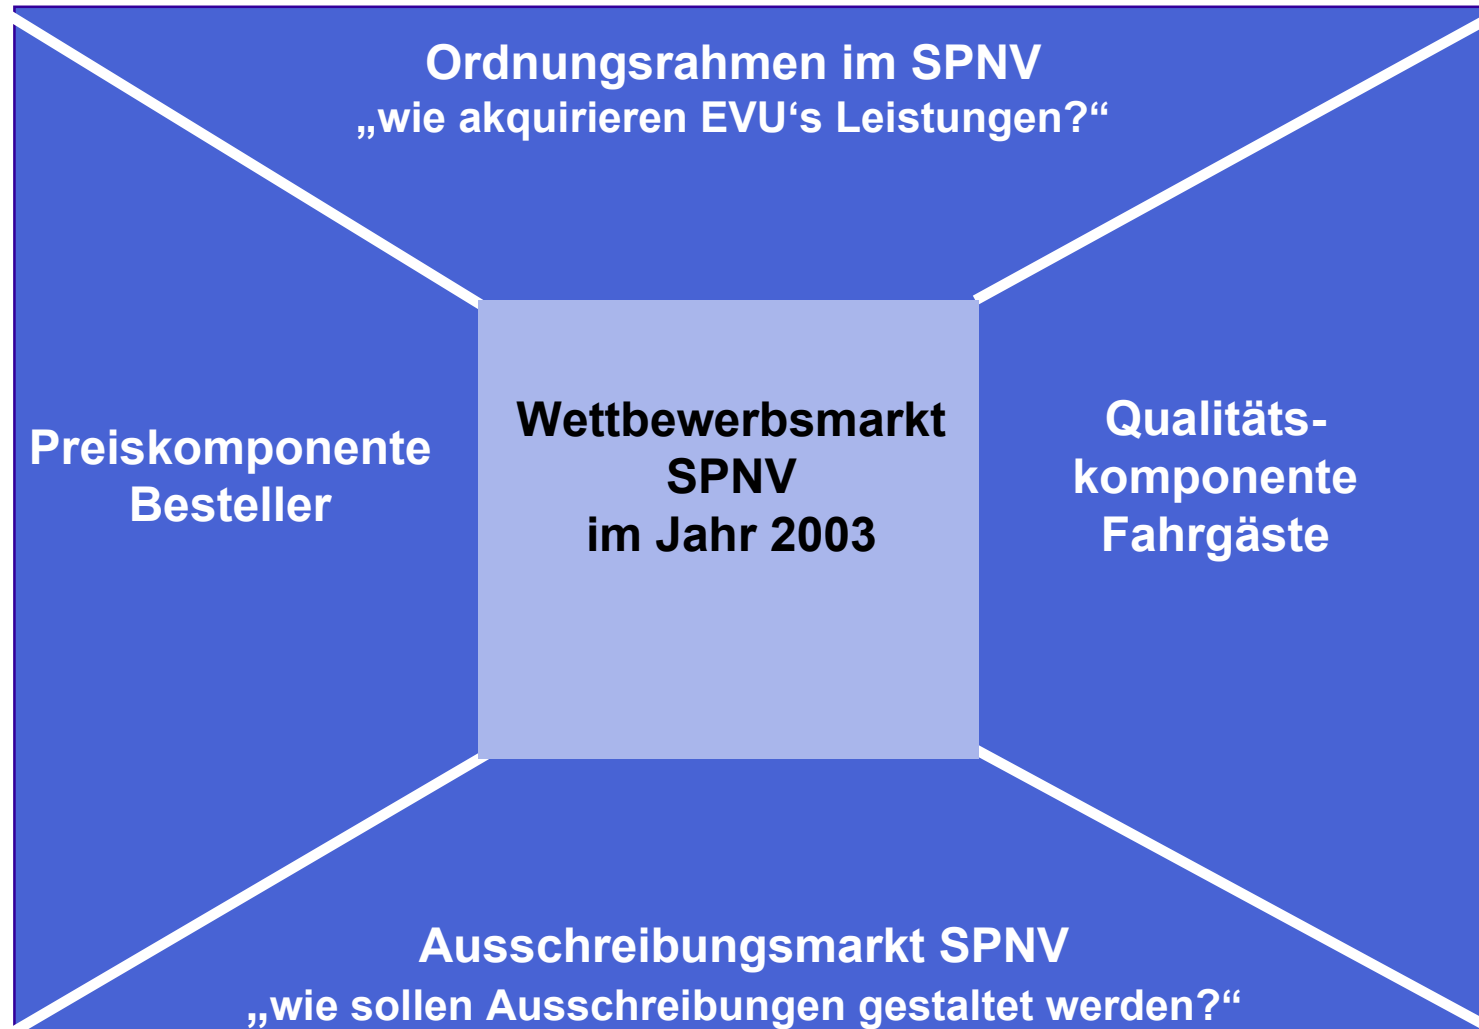 Ordnungsrahmen im SPNV
„wie akquirieren EVU‘s Leistungen?“
Preiskomponente
Besteller
Wettbewerbsmarkt
SPNV
im Jahr 2003
Qualitäts-
komponente
Fahrgäste
Ausschreibungsmarkt SPNV
„wie sollen Ausschreibungen gestaltet werden?“